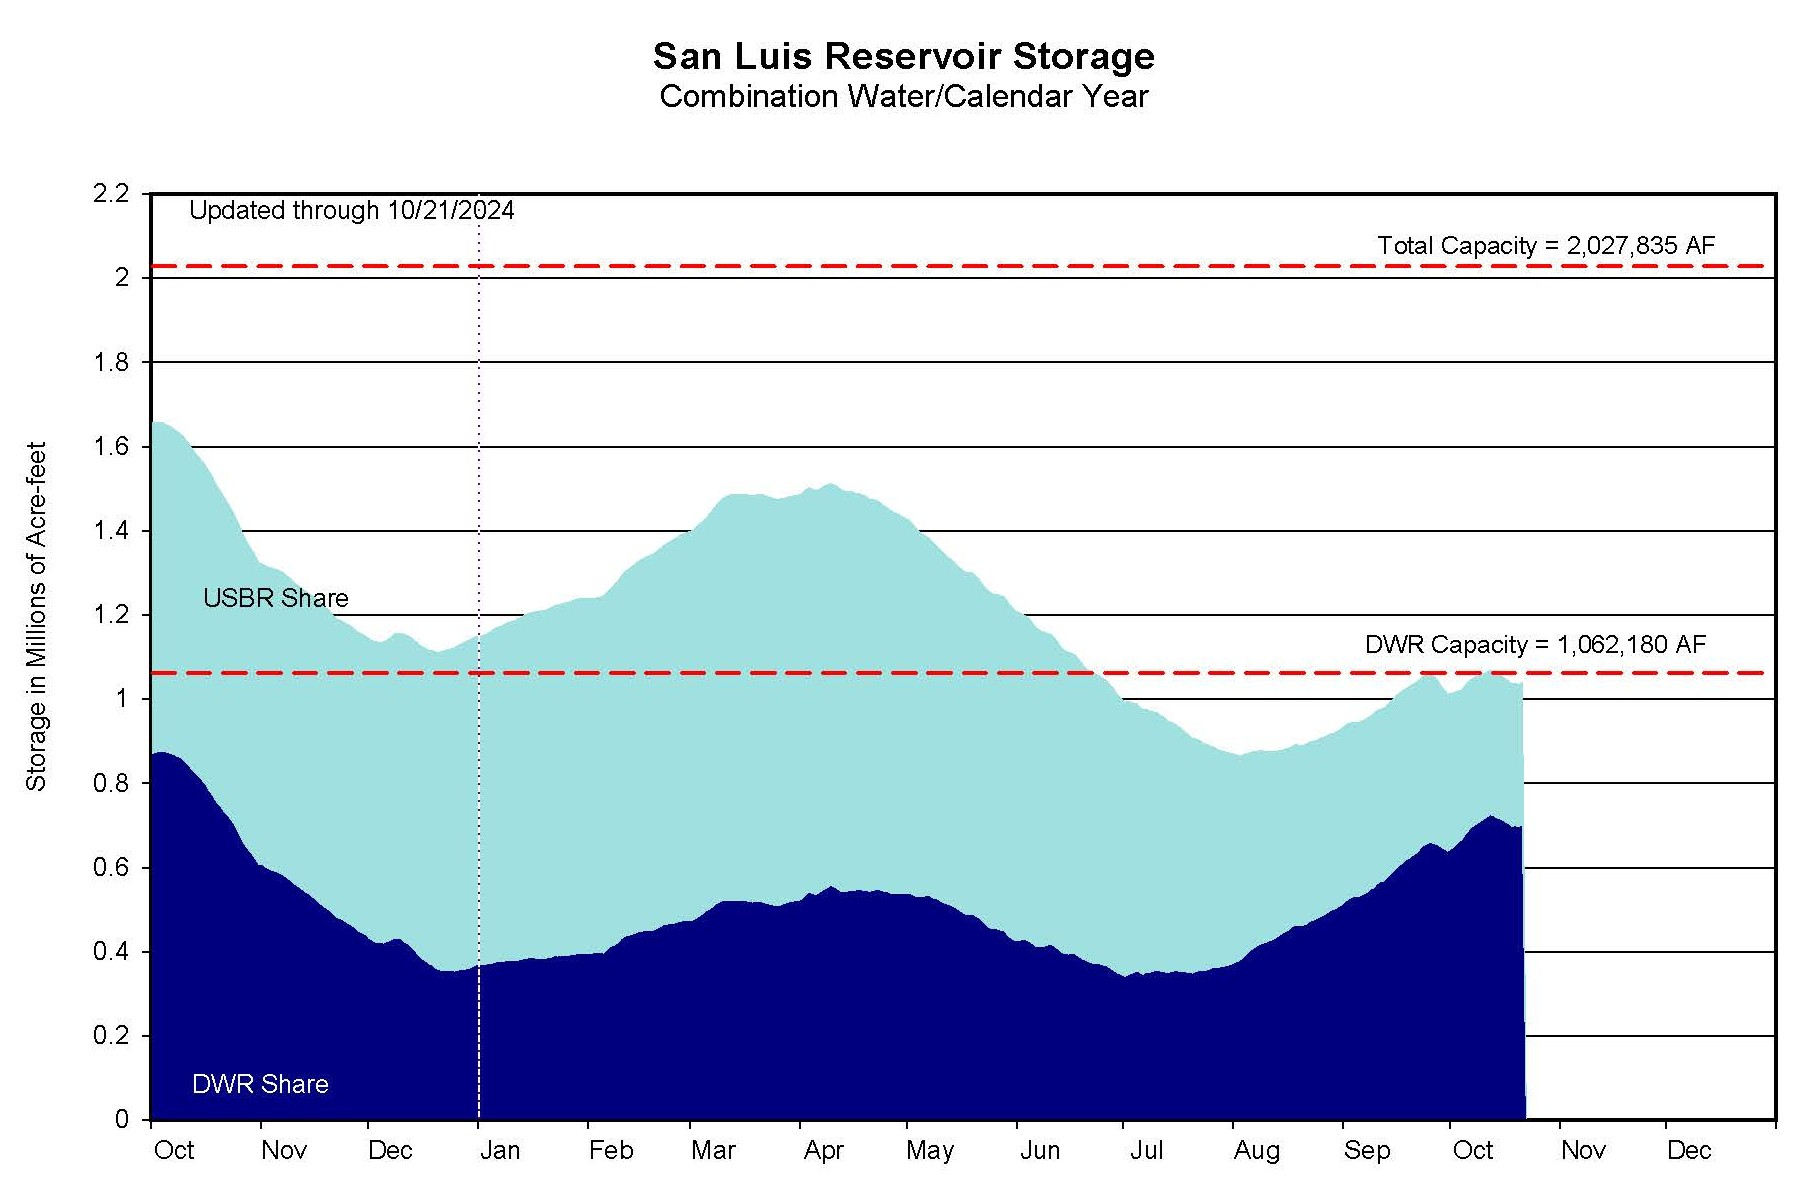 San Luis Reservoir Storage
Combination Water/Calendar Year
2.2
Updated through 10/21/2024
Total Capacity = 2,027,835 AF
2
1.8
1.6
1.4
1.2
USBR Share
DWR Capacity = 1,062,180 AF
1
0.8
0.6
0.4
0.2
DWR Share
0
Storage in Millions of Acre-feet
Oct Nov Dec Jan Feb Mar Apr May Jun Jul Aug Sep Oct Nov Dec